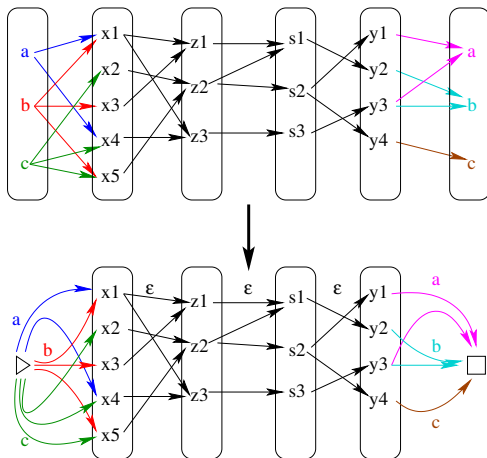 x1 z1 s1 y1
a a
x2 z2 s2 y2
b x3 y3 b
x4 z3 s3 y4
c x5 c
ε ε ε
x1 z1 s1 y1 a
a x2 y2
b x3 z2 s2 y3 b
x4 z3 s3 y4
c x5 c